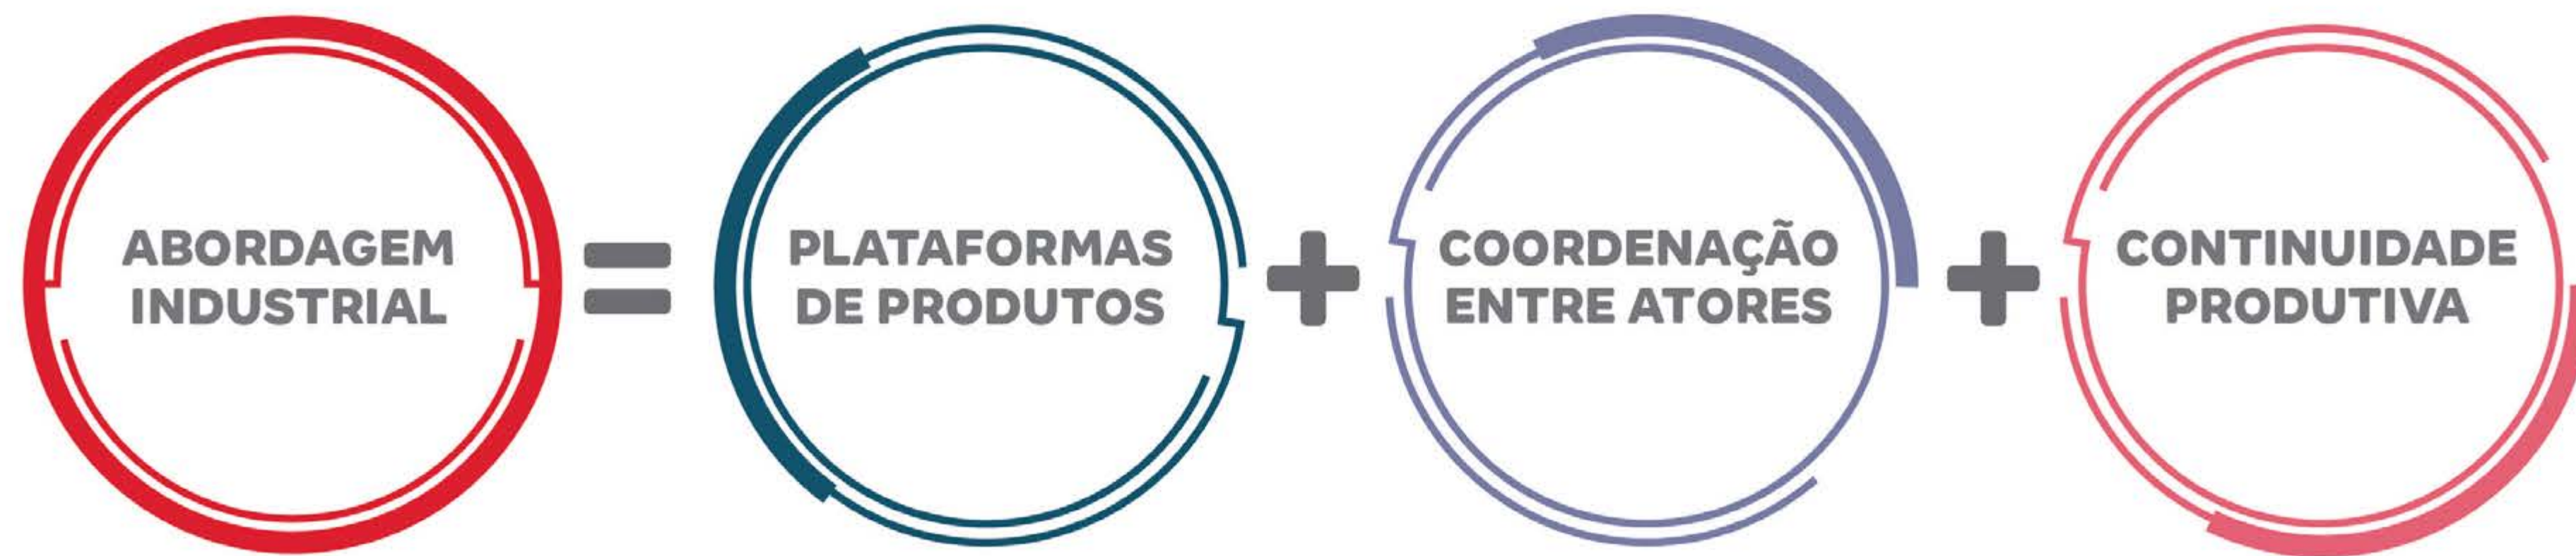 ABORDAGEM
INDUSTRIAL
=
PLATAFORMAS
DE PRODUTOS
+
COORDENAÇÃO
ENTRE ATORES
+
CONTINUIDADE
PRODUTIVA